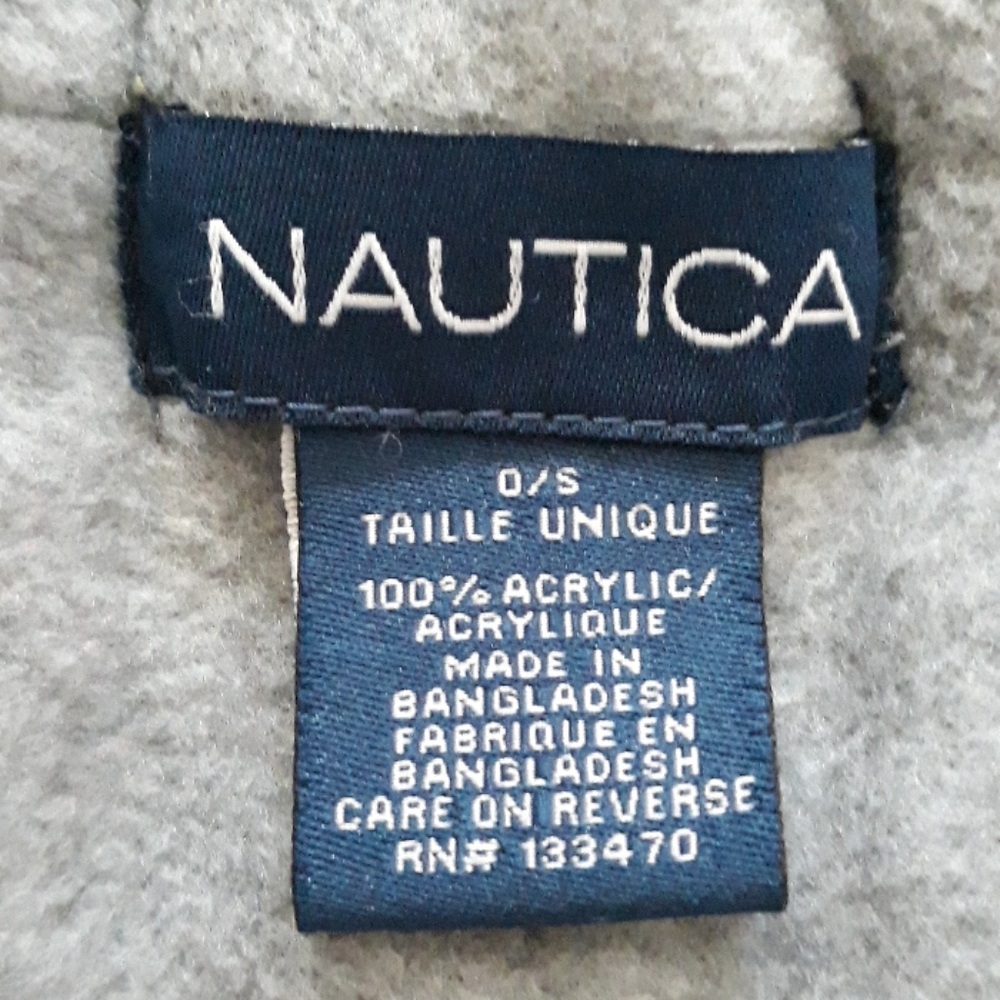 NAUTICA
O/S
TAILLE UNIQUE
100% ACRYLIC/
ACRYLIQUE
MADE IN
BANGLADESH
FABRIQUE EN
BANGLADESH
CARE ON REVERSE
RN# 133470